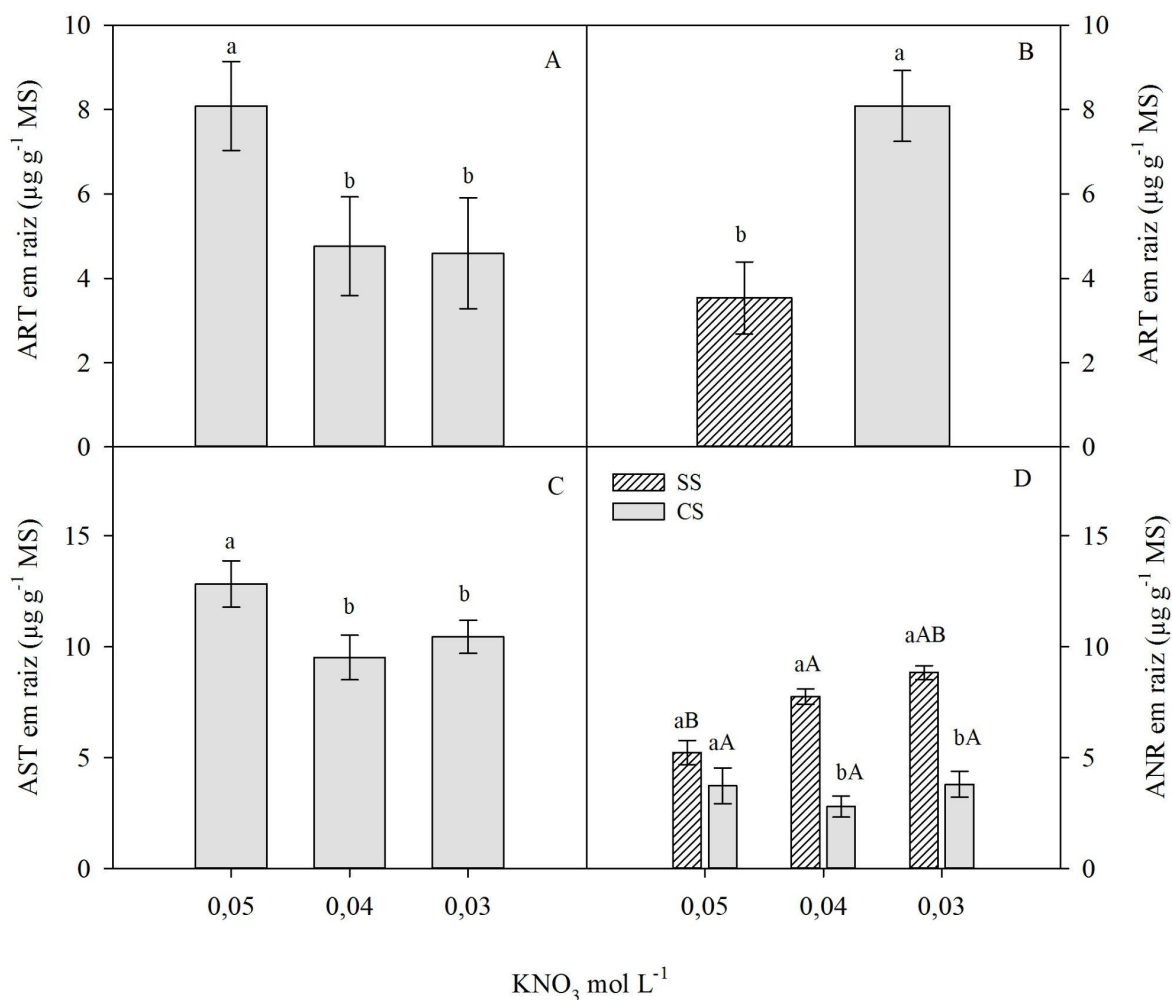 ART em raiz (µg g⁻¹ MS)
10
8
6
4
2
0
a
b
b
A
B
b
a
10
8
6
4
2
0
ART em raiz (µg g⁻¹ MS)
AST em raiz (µg g⁻¹ MS)
15
10
5
0
a
b
b
C
SS
CS
D
aB
aA
aA
bA
aAB
bA
15
10
5
0
ANR em raiz (µg g⁻¹ MS)
0,05 0,04 0,03
0,05 0,04 0,03
KNO₃ mol L⁻¹